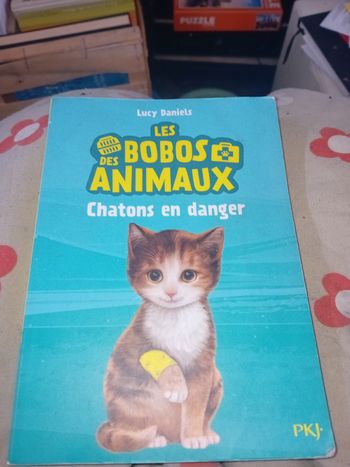 PUZZLE
Lucy Daniels
LES
BOBOS
DES
ANIMAUX
Chatons en danger
PKJ·